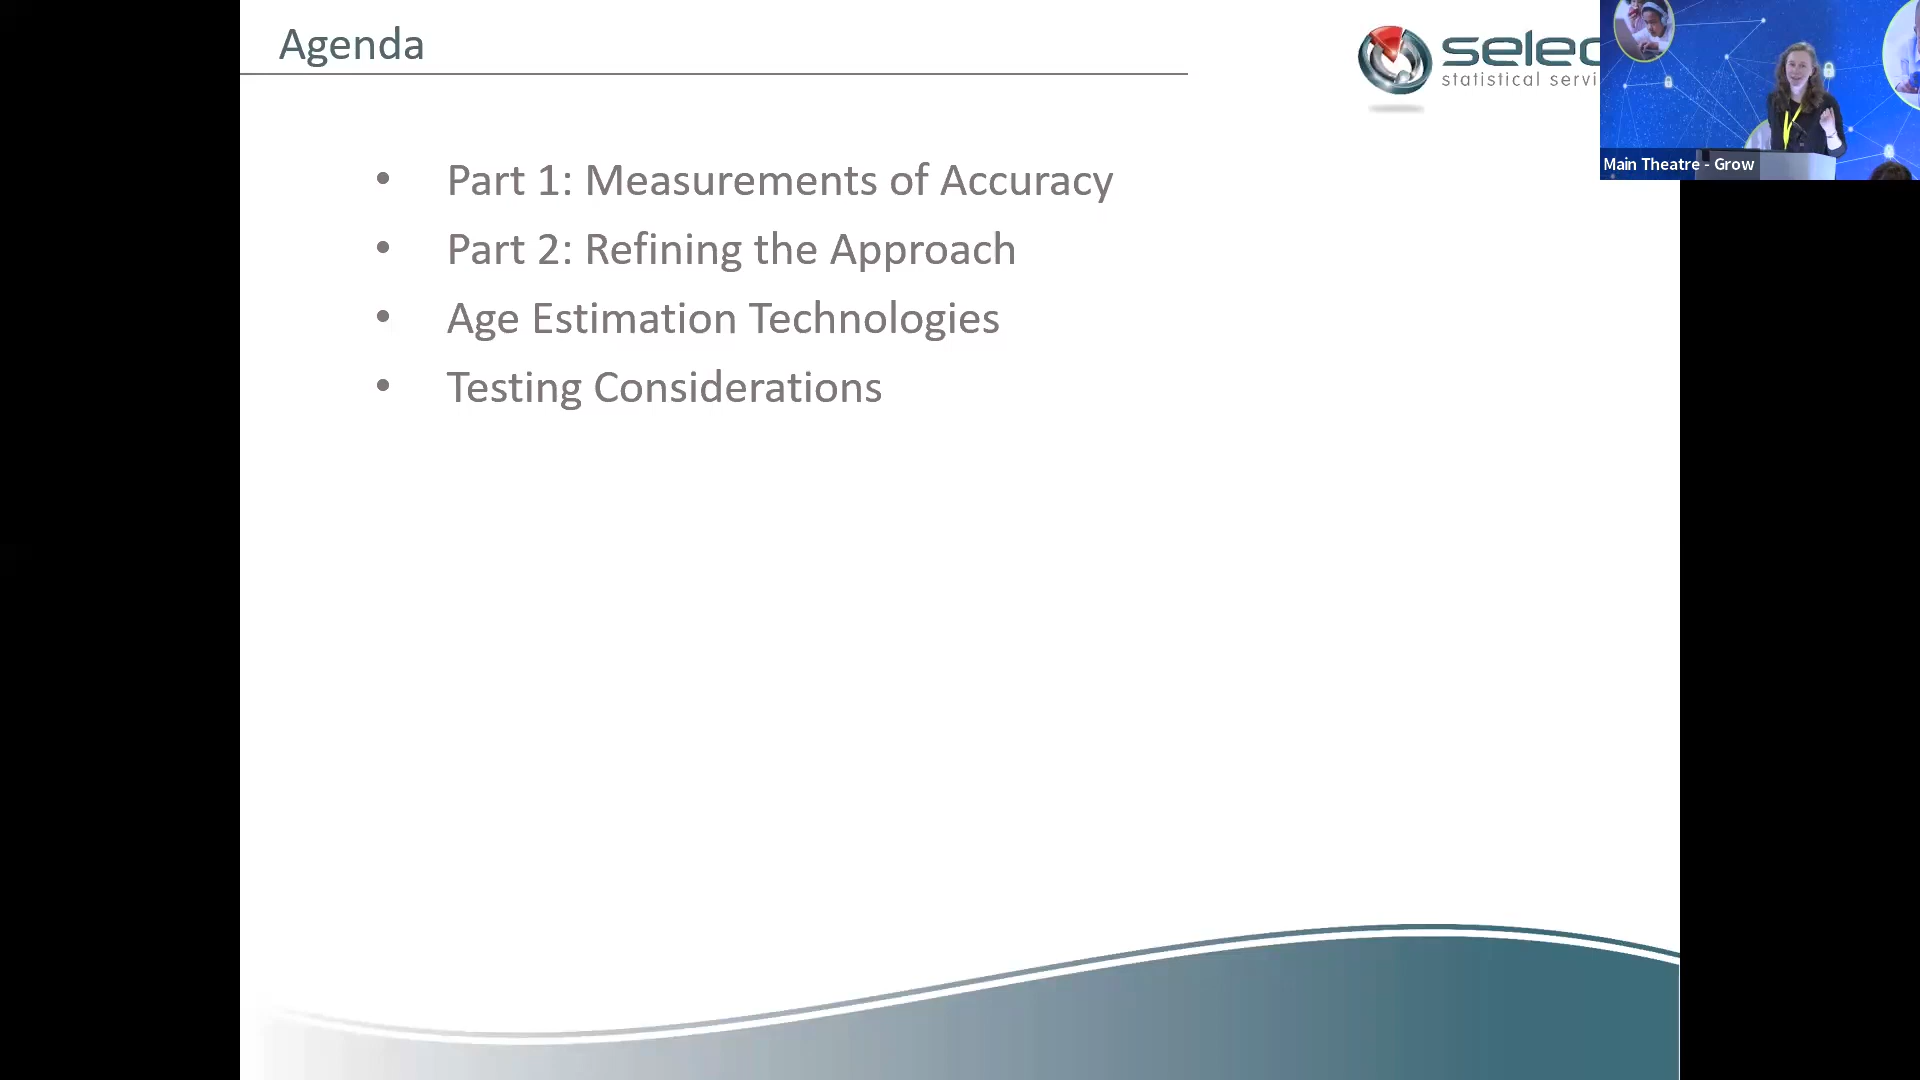 Agenda
selec
statistical servi
Main Theatre - Grow
• Part 1: Measurements of Accuracy
• Part 2: Refining the Approach
• Age Estimation Technologies
• Testing Considerations